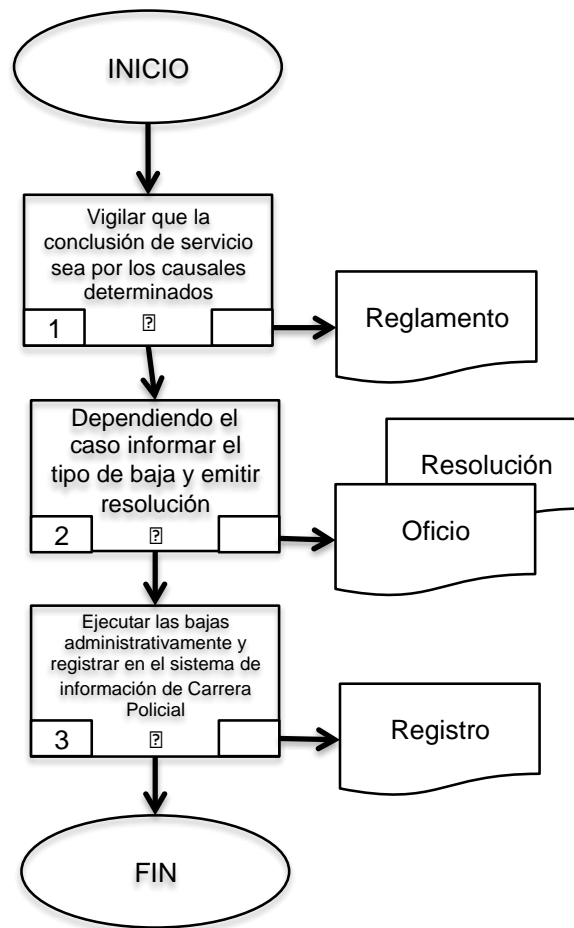 INICIO
Vigilar que la
conclusión de servicio
sea por los causales
determinados
1
Reglamento
Dependiendo el
caso informar el
tipo de baja y emitir
resolución
2
Resolución
Oficio
Ejecutar las bajas
administrativamente y
registrar en el sistema de
información de Carrera
Policial
3
Registro
FIN